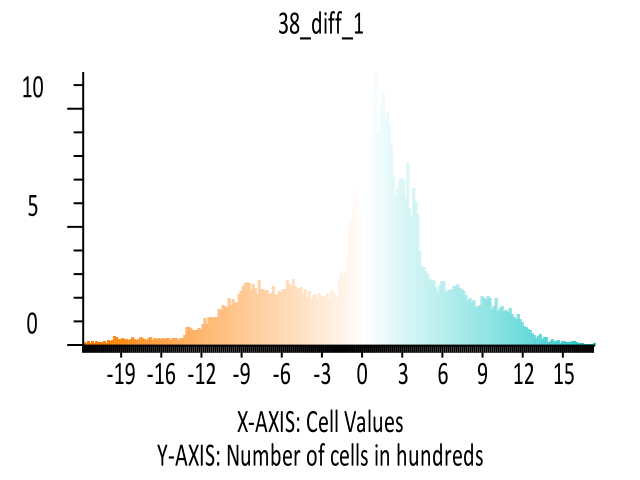 38_diff_1
10
5
0
-19 -16 -12 -9 -6 -3 0 3 6 9 12 15
X-AXIS: Cell Values
Y-AXIS: Number of cells in hundreds